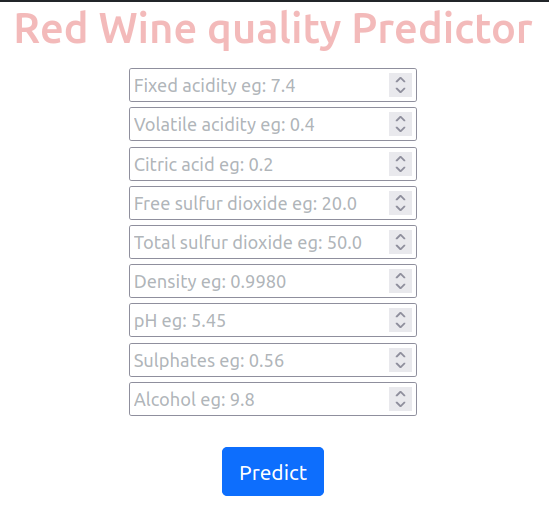 Red Wine quality Predictor
Fixed acidity eg: 7.4
Volatile acidity eg: 0.4
Citric acid eg: 0.2
Free sulfur dioxide eg: 20.0
Total sulfur dioxide eg: 50.0
Density eg: 0.9980
pH eg: 5.45
Sulphates eg: 0.56
Alcohol eg: 9.8
Predict